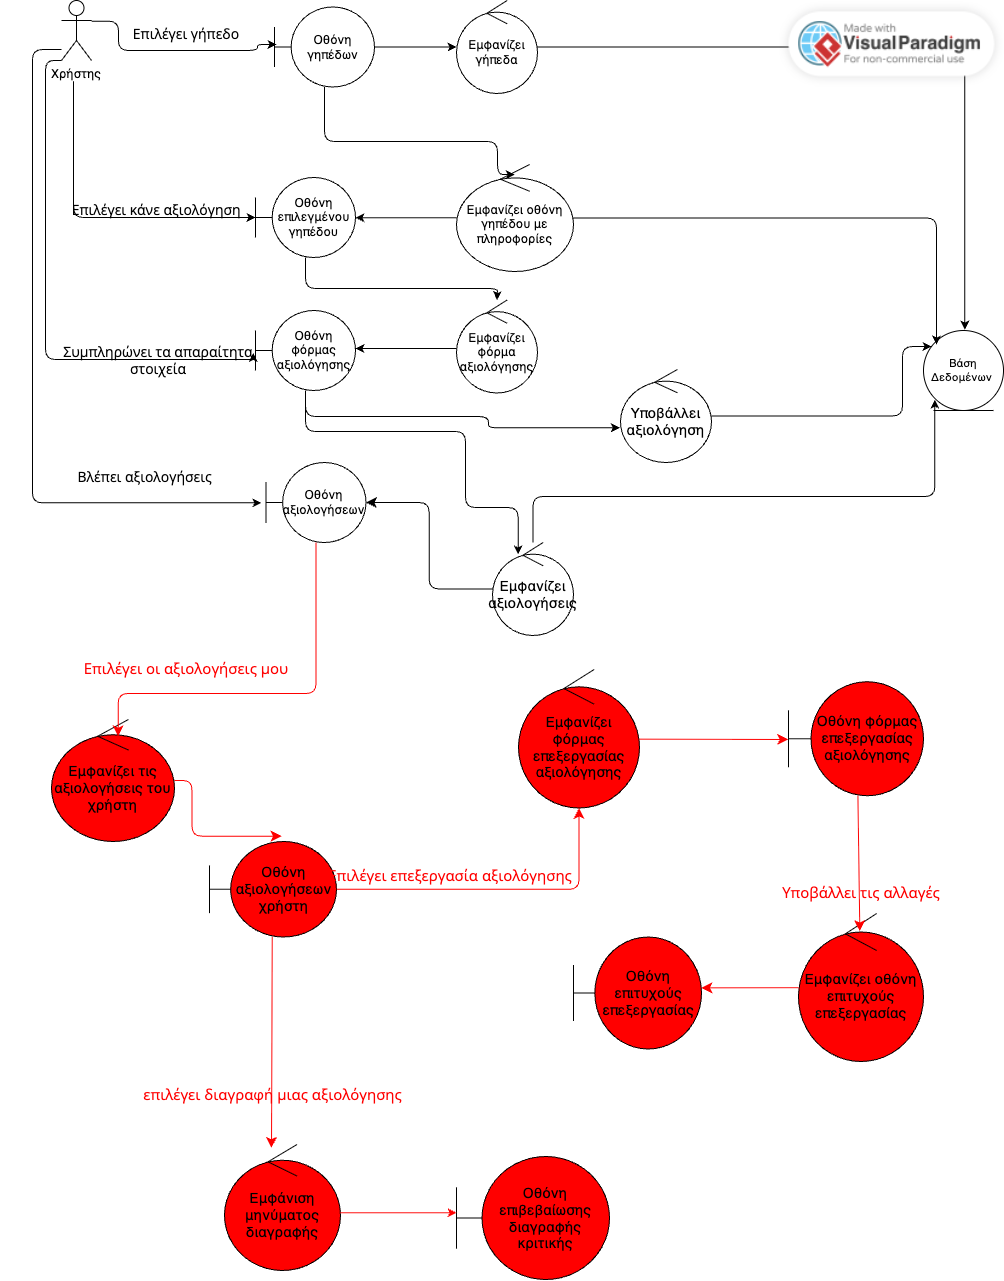 Επιλέγει γήπεδο
Οθόνη
γηπέδων
Εμφανίζει
γήπεδα
Made with
VisualParadigm
For non-commercial use
Χρήστης
Επιλέγει κάνε αξιολόγηση
Οθόνη
επιλεγμένου
γηπέδου
Εμφανίζει οθόνη
γηπέδου με
πληροφορίες
Συμπληρώνει τα απαραίτητα
στοιχεία
Οθόνη
φόρμας
αξιολόγησης
Εμφανίζει
φόρμα
αξιολόγησης
Βάση
Δεδομένων
Υποβάλλει
αξιολόγηση
Βλέπει αξιολογήσεις
Οθόνη
αξιολογήσεων
Εμφανίζει
αξιολογήσεις
Επιλέγει οι αξιολογήσεις μου
Εμφανίζει τις
αξιολογήσεις του
χρήστη
Εμφανίζει
φόρμας
επεξεργασίας
αξιολόγησης
Οθόνη φόρμας
επεξεργασίας
αξιολόγησης
Οθόνη
αξιολογήσεων
χρήστη
Επιλέγει επεξεργασία αξιολόγησης
Υποβάλλει τις αλλαγές
Οθόνη
επιτυχούς
επεξεργασίας
Εμφανίζει οθόνη
επιτυχούς
επεξεργασίας
επιλέγει διαγραφή μιας αξιολόγησης
Εμφάνιση
μηνύματος
διαγραφής
Οθόνη
επιβεβαίωσης
διαγραφής
κριτικής